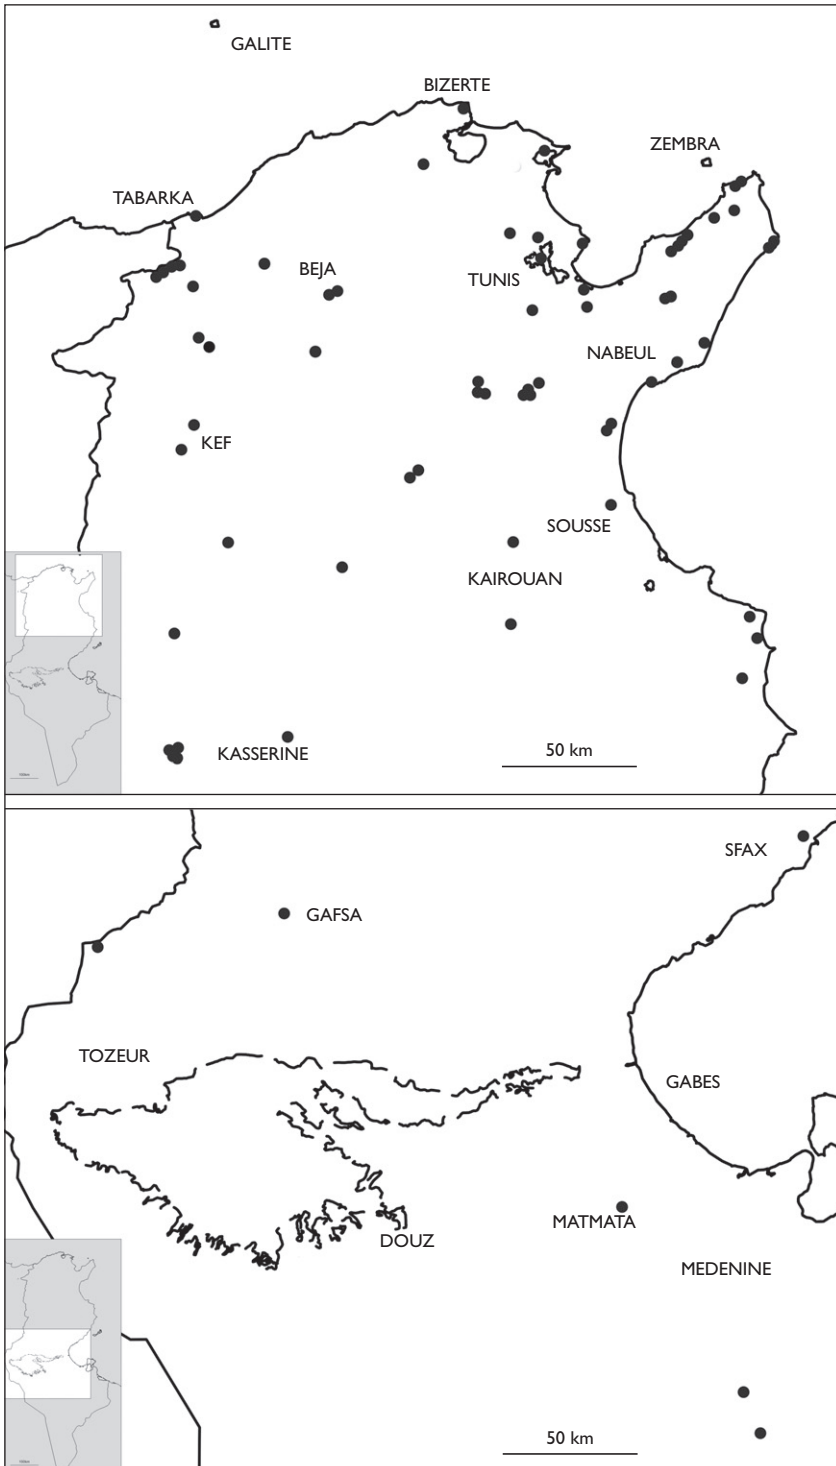 GALITE
BIZERTE
ZEMBRA
TABARKA
BEJA
TUNIS
NABEUL
KEF
SOUSSE
KAIROUAN
50 km
KASSERINE
SFAX
GAFSA
TOZEUR
GABES
MATMATA
DOUZ
MEDENINE
50 km